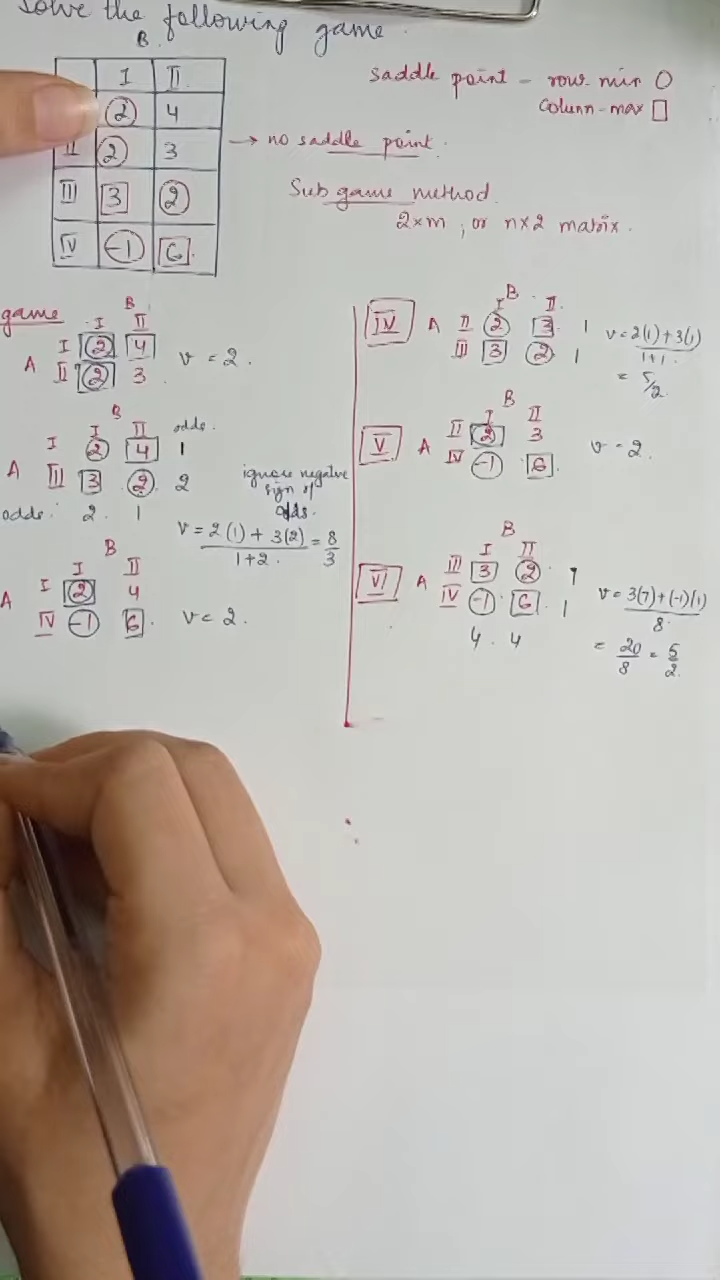 Solve the following game
B
I II
2 4
II 2 3
III 3 2
IV -1 6
Saddle point - row min O
Column - max □
→ no saddle point.
Sub game method
2×m, or n×2 matrix.
game
B
I II
A I 2 4 v = 2.
II 2 3
B
I II odds.
A I 2 4 1
III 3 2 2
odds: 2. 1
ignore negative
sign of
odds.
v = 2(1) + 3(2) = 8
1+2. 3
B
I II
A I 2 4
IV -1 6. v = 2.
IV
B
I II
A II 2 3 1
III 3 2 1
v = 2(1) + 3(1)
1+1.
= 5/2.
V
B
I II
A II 2 3
IV -1 6.
v = 2.
VI
B
I II
A III 3 2 7
IV -1 6 1
4. 4
v = 3(7)+(-1)(1)
8.
= 20 = 5
8 2.